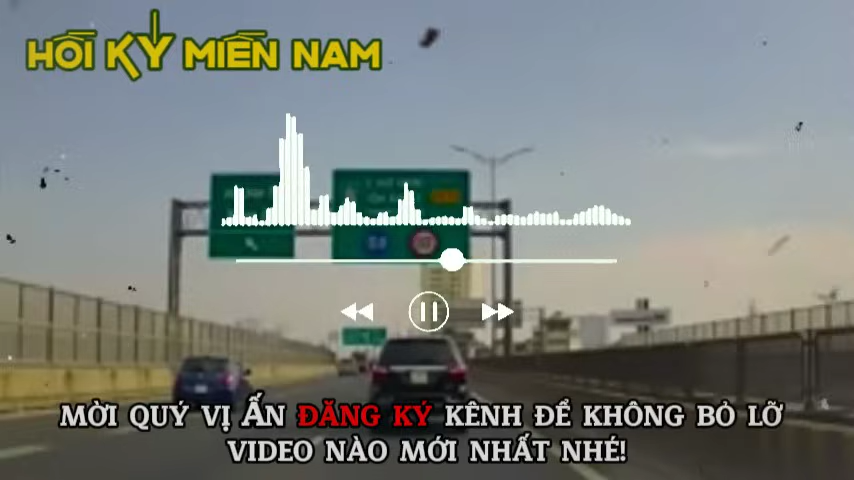 HỒI KÝ MIỀN NAM
MỜI QUÝ VỊ ẤN ĐĂNG KÝ KÊNH ĐỂ KHÔNG BỎ LỠ
VIDEO NÀO MỚI NHẤT NHÉ!